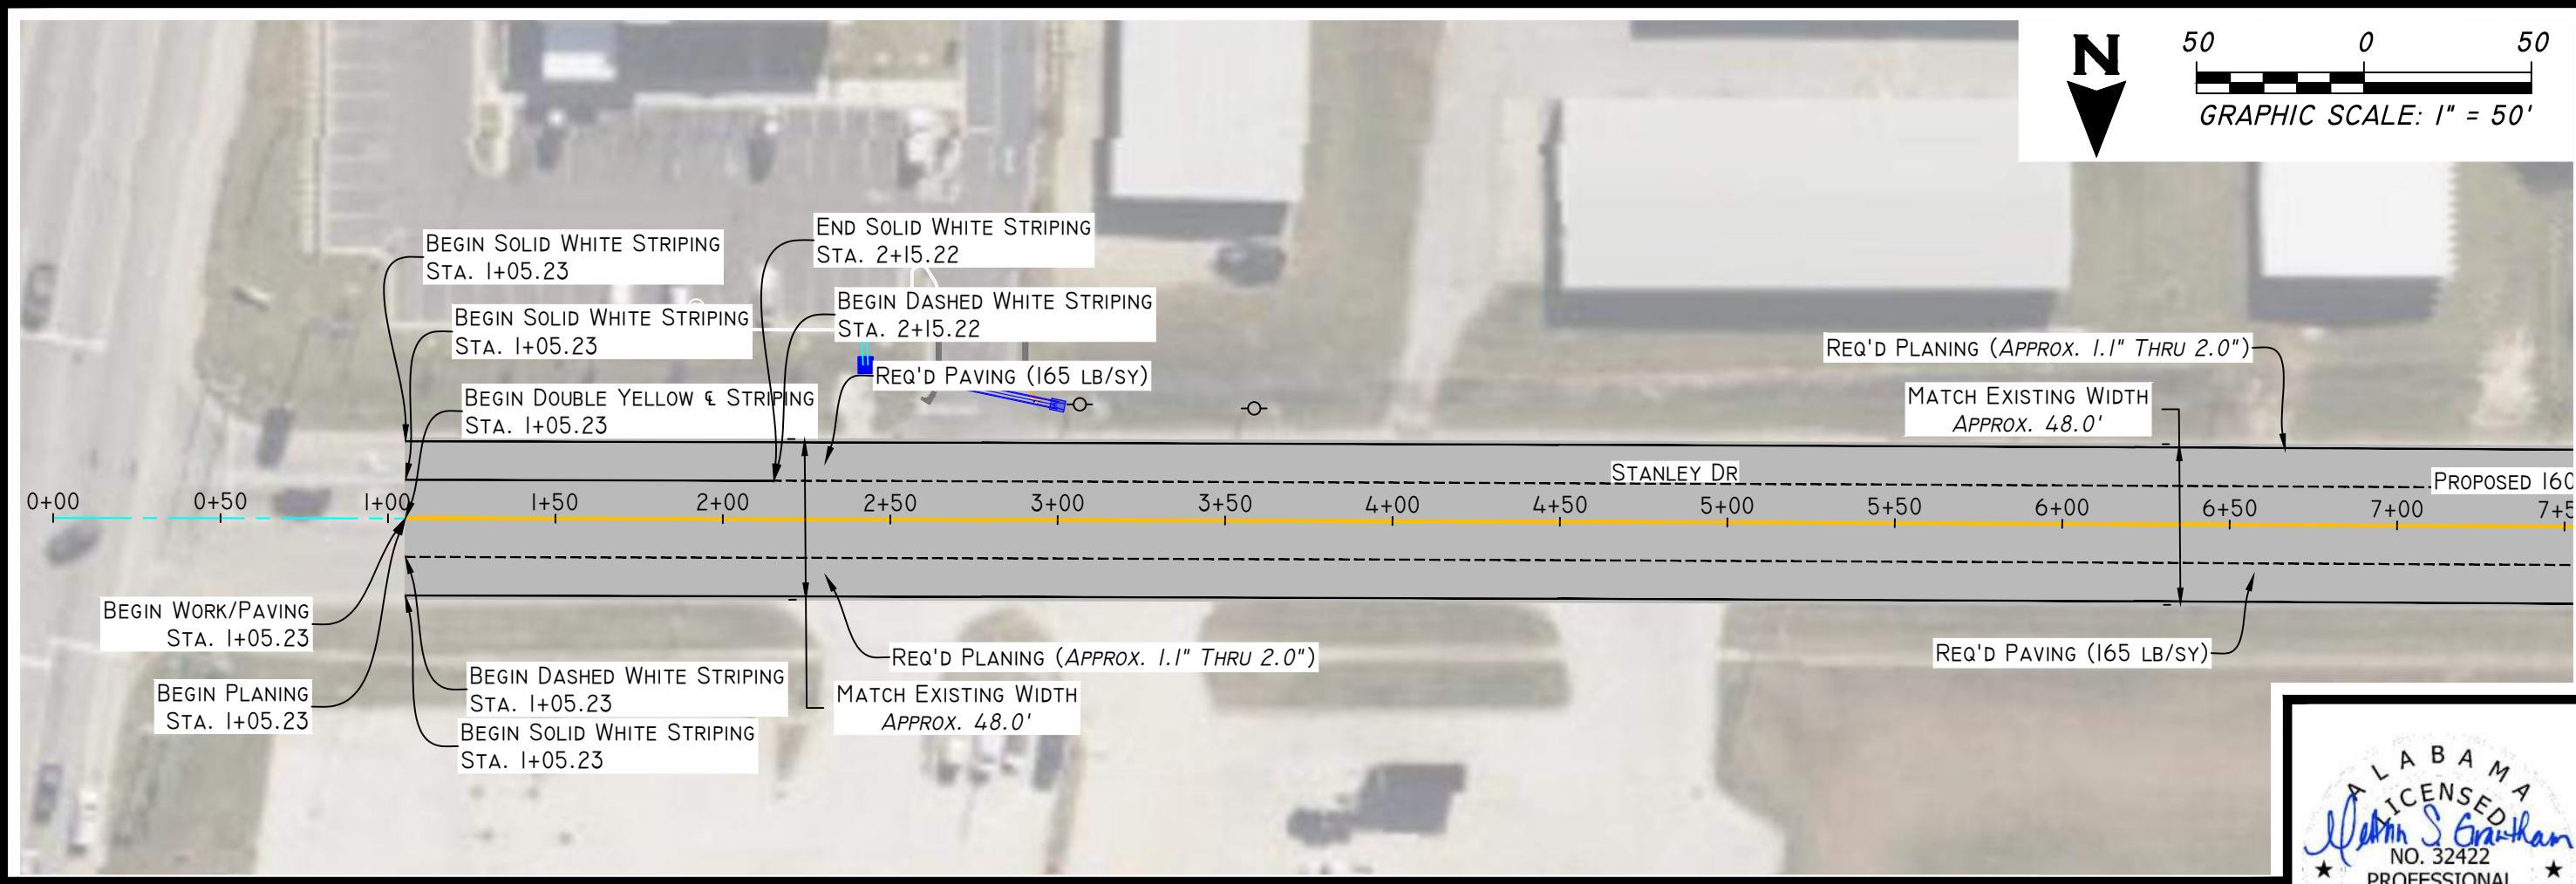 N
50 0 50
GRAPHIC SCALE: 1" = 50'
BEGIN SOLID WHITE STRIPING
STA. 1+05.23
END SOLID WHITE STRIPING
STA. 2+15.22
BEGIN SOLID WHITE STRIPING
STA. 1+05.23
BEGIN DASHED WHITE STRIPING
STA. 2+15.22
REQ'D PAVING (165 LB/SY)
REQ'D PLANING (APPROX. 1.1" THRU 2.0")
BEGIN DOUBLE YELLOW ℄ STRIPING
STA. 1+05.23
MATCH EXISTING WIDTH
APPROX. 48.0'
STANLEY DR
PROPOSED 160
0+00 0+50 1+00 1+50 2+00 2+50 3+00 3+50 4+00 4+50 5+00 5+50 6+00 6+50 7+00 7+5
BEGIN WORK/PAVING
STA. 1+05.23
BEGIN PLANING
STA. 1+05.23
BEGIN DASHED WHITE STRIPING
STA. 1+05.23
BEGIN SOLID WHITE STRIPING
STA. 1+05.23
REQ'D PLANING (APPROX. 1.1" THRU 2.0")
MATCH EXISTING WIDTH
APPROX. 48.0'
REQ'D PAVING (165 LB/SY)
ALABAMA
LICENSED
NO. 32422
PROFESSIONAL